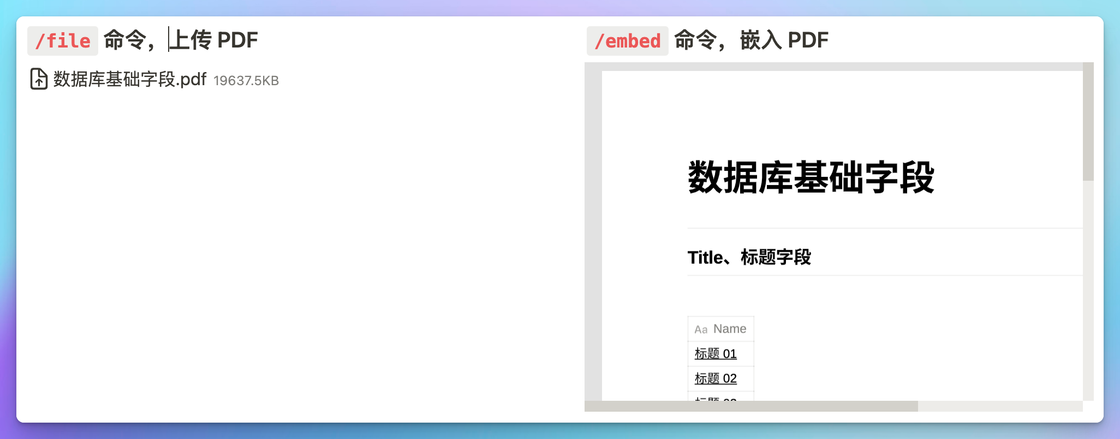 /file 命令，上传 PDF
数据库基础字段.pdf 19637.5KB
/embed 命令，嵌入 PDF
数据库基础字段
Title、标题字段
Aa Name
标题 01
标题 02